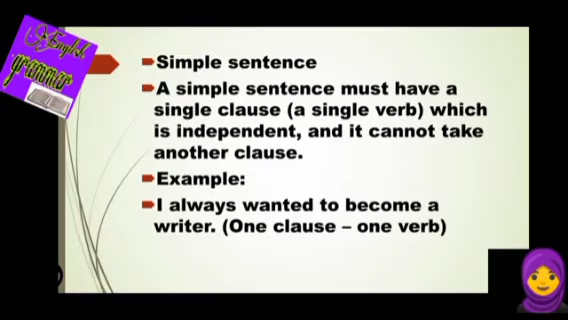 English
grammar
Simple sentence
A simple sentence must have a
single clause (a single verb) which
is independent, and it cannot take
another clause.
Example:
I always wanted to become a
writer. (One clause – one verb)